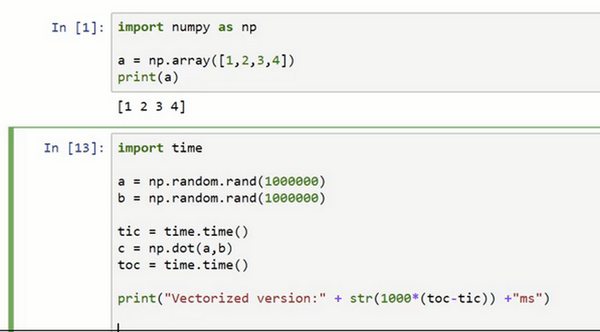 In [1]: import numpy as np
a = np.array([1,2,3,4])
print(a)
[1 2 3 4]
In [13]: import time
a = np.random.rand(1000000)
b = np.random.rand(1000000)
tic = time.time()
c = np.dot(a,b)
toc = time.time()
print("Vectorized version:" + str(1000*(toc-tic)) +"ms")